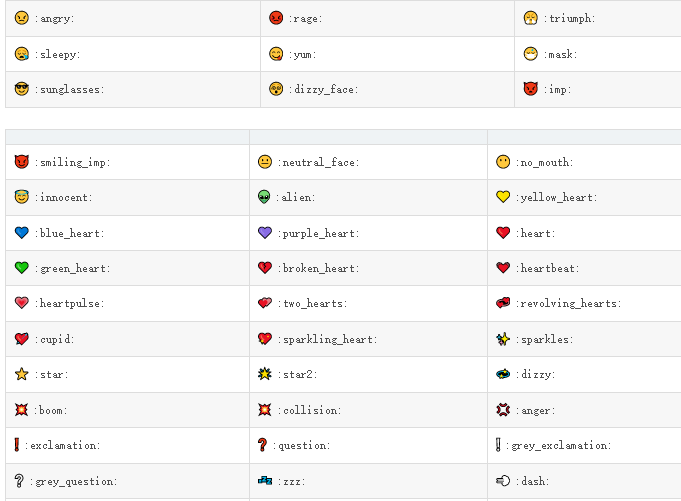 :angry: :rage: :triumph:
:sleepy: :yum: :mask:
:sunglasses: :dizzy_face: :imp:
:smiling_imp: :neutral_face: :no_mouth:
:innocent: :alien: :yellow_heart:
:blue_heart: :purple_heart: :heart:
:green_heart: :broken_heart: :heartbeat:
:heartpulse: :two_hearts: :revolving_hearts:
:cupid: :sparkling_heart: :sparkles:
:star: :star2: :dizzy:
:boom: :collision: :anger:
:exclamation: :question: :grey_exclamation:
:grey_question: :zzz: :dash: